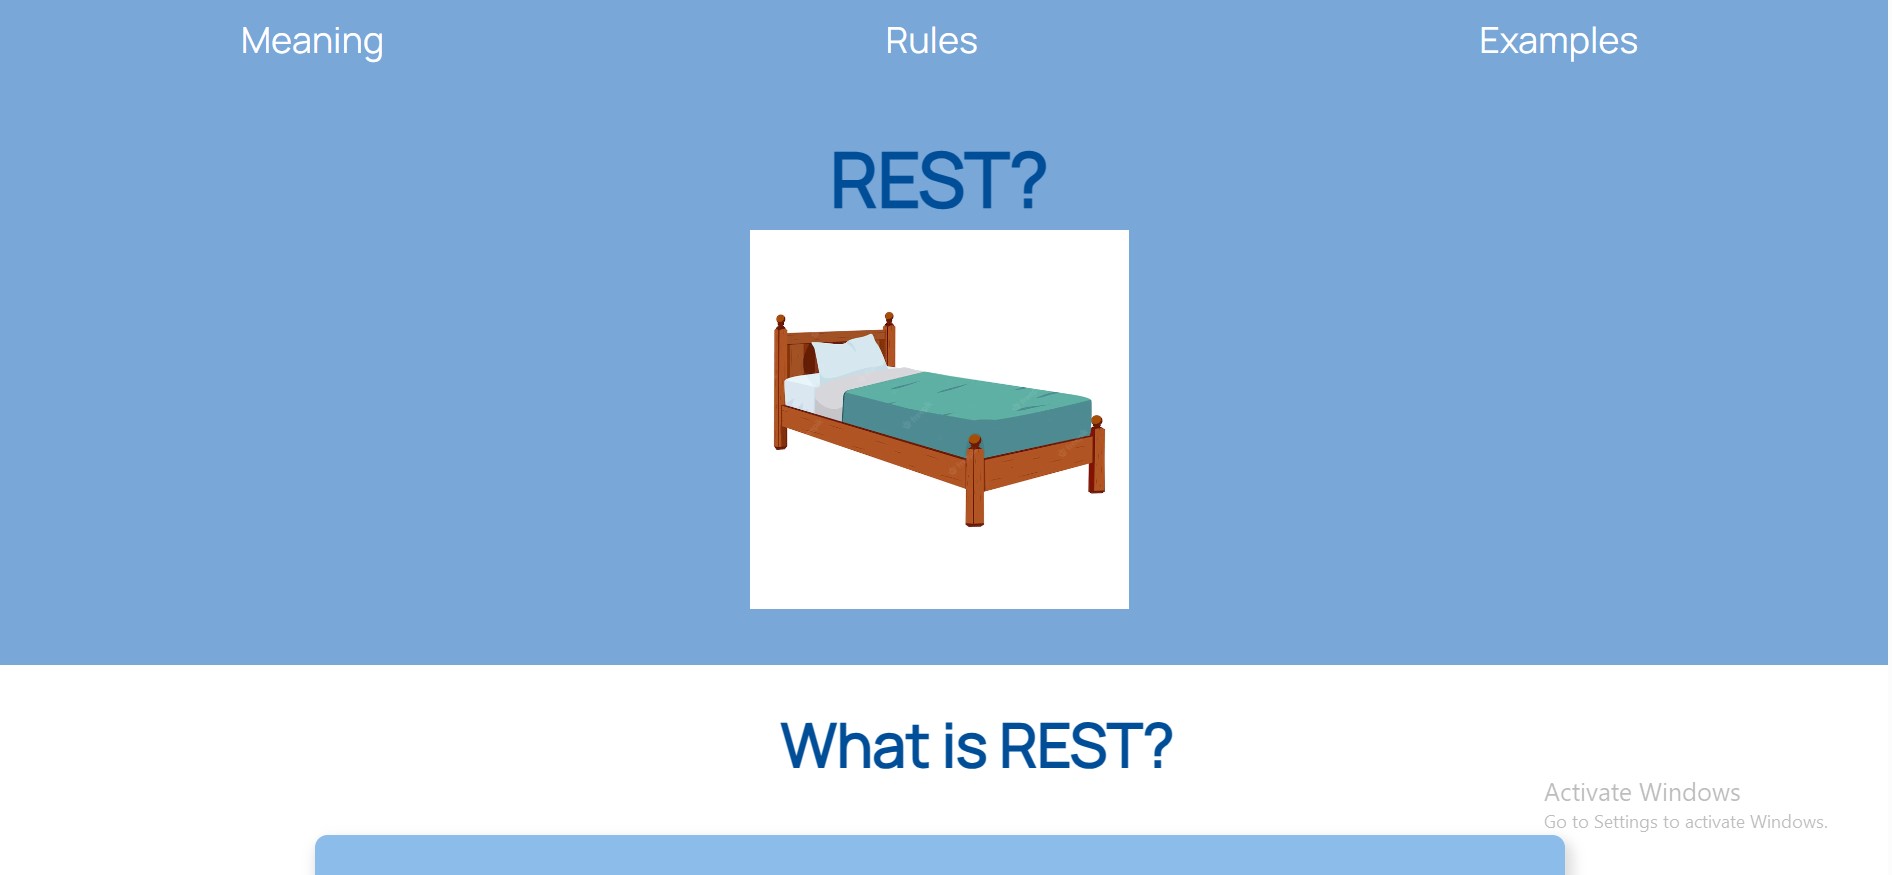 Meaning
Rules
Examples
REST?
What is REST?
Activate Windows
Go to Settings to activate Windows.